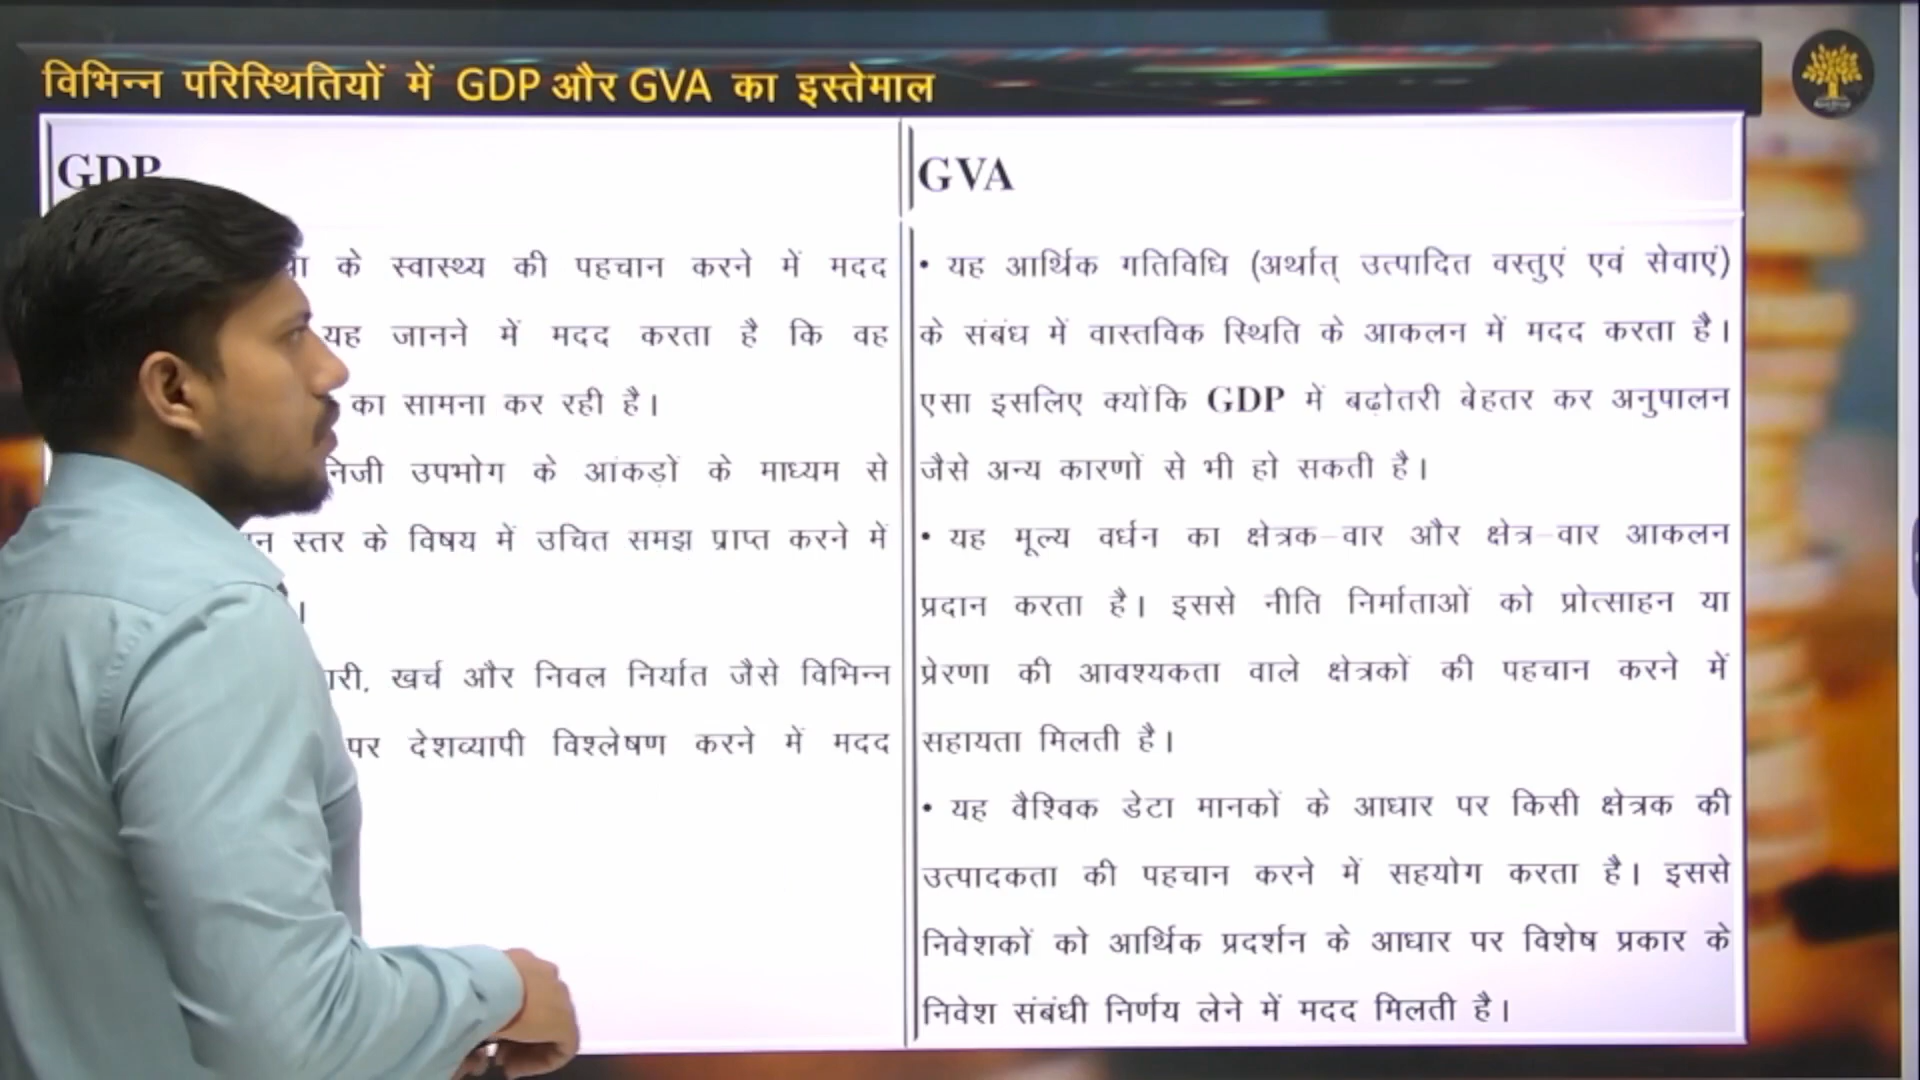 विभिन्न परिस्थितियों में GDP और GVA का इस्तेमाल
GDP
के स्वास्थ्य की पहचान करने में मदद
यह जानने में मदद करता है कि वह
का सामना कर रही है।
निजी उपभोग के आंकड़ों के माध्यम से
स्तर के विषय में उचित समझ प्राप्त करने में
।
खर्च और निवल निर्यात जैसे विभिन्न
पर देशव्यापी विश्लेषण करने में मदद
GVA
• यह आर्थिक गतिविधि (अर्थात् उत्पादित वस्तुएं एवं सेवाएं)
के संबंध में वास्तविक स्थिति के आकलन में मदद करता है।
एसा इसलिए क्योंकि GDP में बढ़ोतरी बेहतर कर अनुपालन
जैसे अन्य कारणों से भी हो सकती है।
• यह मूल्य वर्धन का क्षेत्रक-वार और क्षेत्र-वार आकलन
प्रदान करता है। इससे नीति निर्माताओं को प्रोत्साहन या
प्रेरणा की आवश्यकता वाले क्षेत्रकों की पहचान करने में
सहायता मिलती है।
• यह वैश्विक डेटा मानकों के आधार पर किसी क्षेत्रक की
उत्पादकता की पहचान करने में सहयोग करता है। इससे
निवेशकों को आर्थिक प्रदर्शन के आधार पर विशेष प्रकार के
निवेश संबंधी निर्णय लेने में मदद मिलती है।